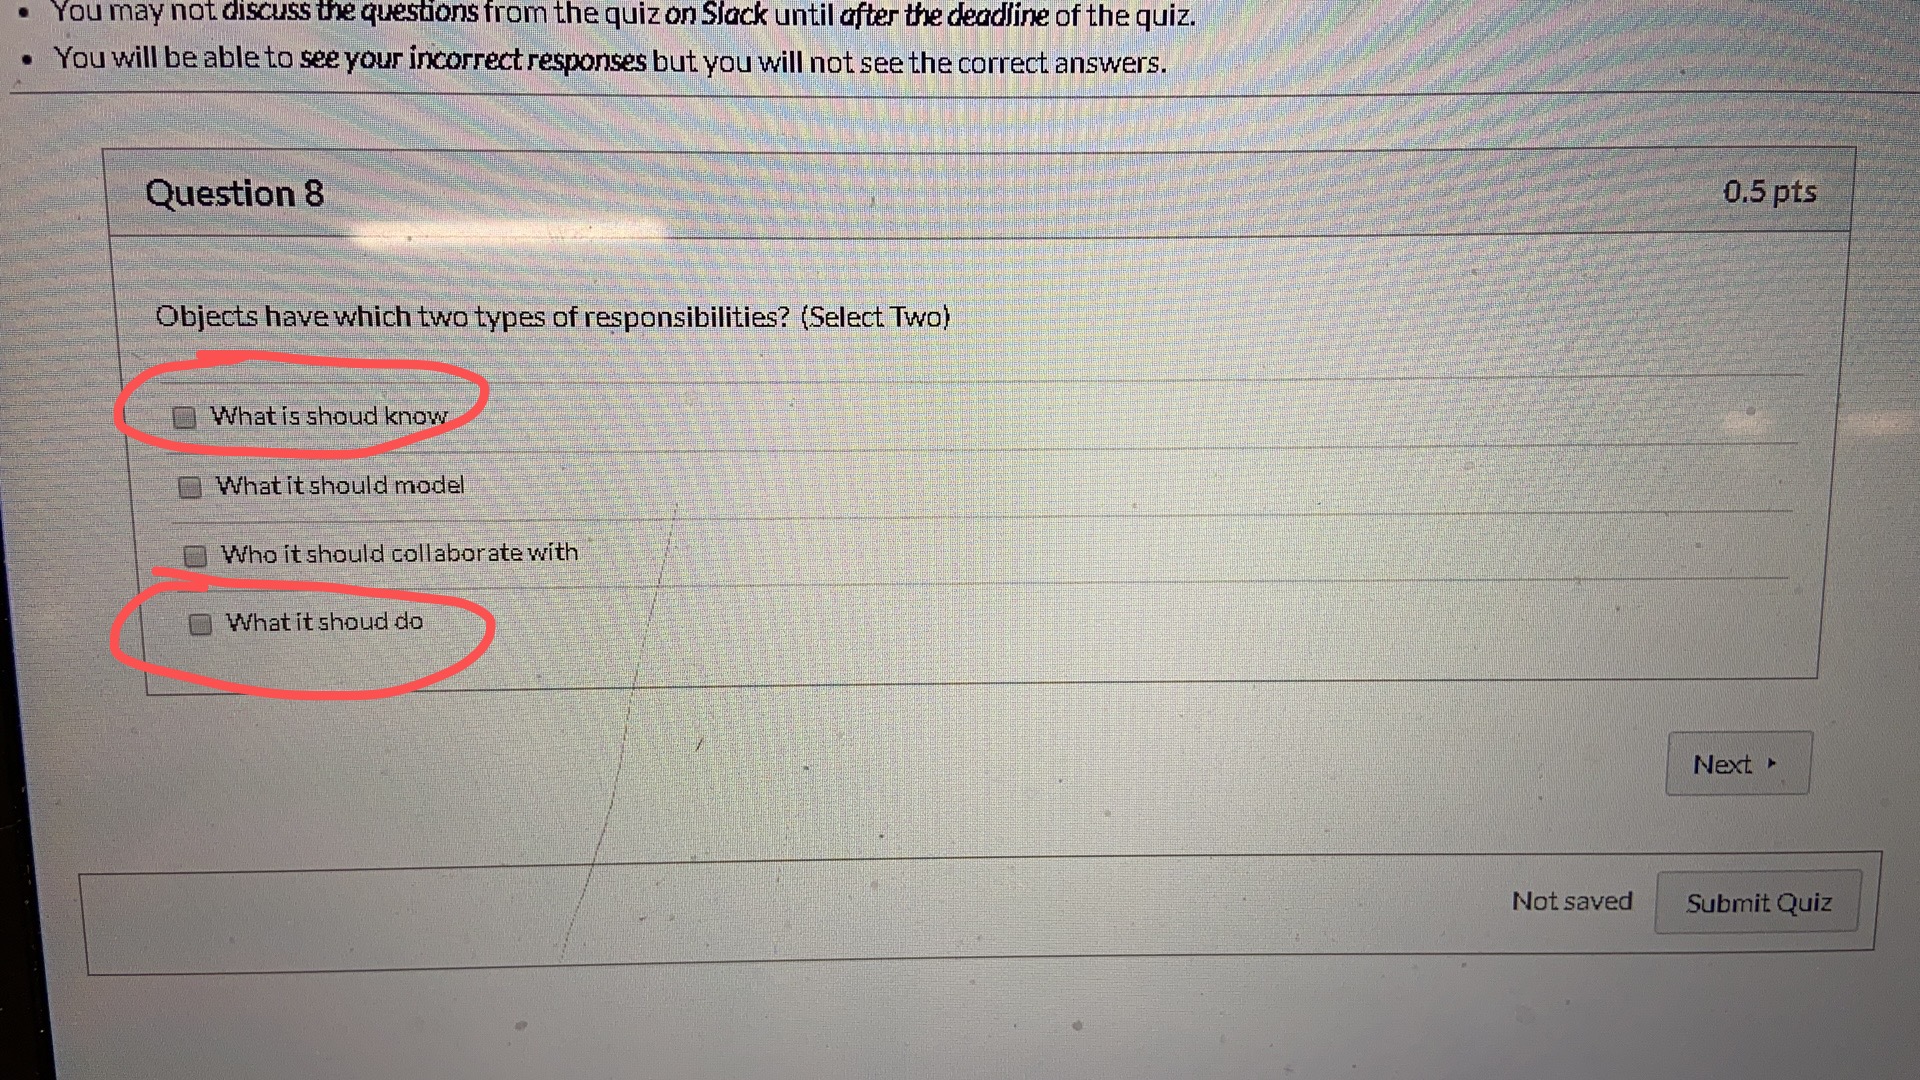 • You may not discuss the questions from the quiz on Slack until after the deadline of the quiz.
• You will be able to see your incorrect responses but you will not see the correct answers.
Question 8
0.5 pts
Objects have which two types of responsibilities? (Select Two)
What is shoud know
What it should model
Who it should collaborate with
What it shoud do
Next ▸
Not saved
Submit Quiz